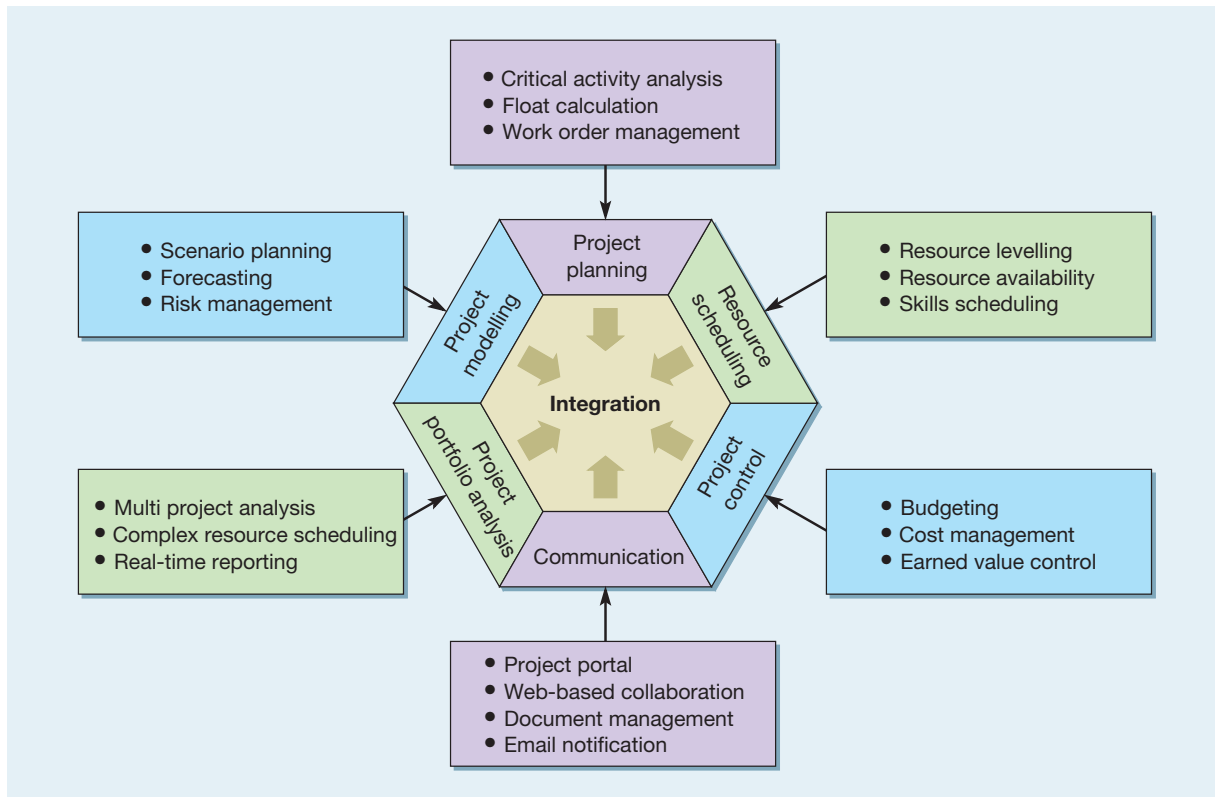 ● Critical activity analysis
● Float calculation
● Work order management
● Scenario planning
● Forecasting
● Risk management
Project
planning
● Resource levelling
● Resource availability
● Skills scheduling
Project
modelling
Resource
scheduling
Integration
Project
portfolio analysis
Project
control
● Multi project analysis
● Complex resource scheduling
● Real-time reporting
● Budgeting
● Cost management
● Earned value control
Communication
● Project portal
● Web-based collaboration
● Document management
● Email notification